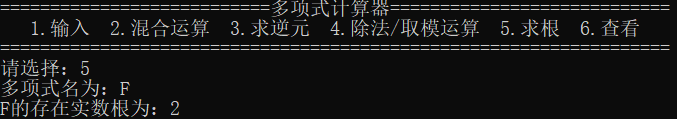 ==========================多项式计算器===========================
1.输入 2.混合运算 3.求逆元 4.除法/取模运算 5.求根 6.查看
================================================================
请选择：5
多项式名为：F
F的存在实数根为：2